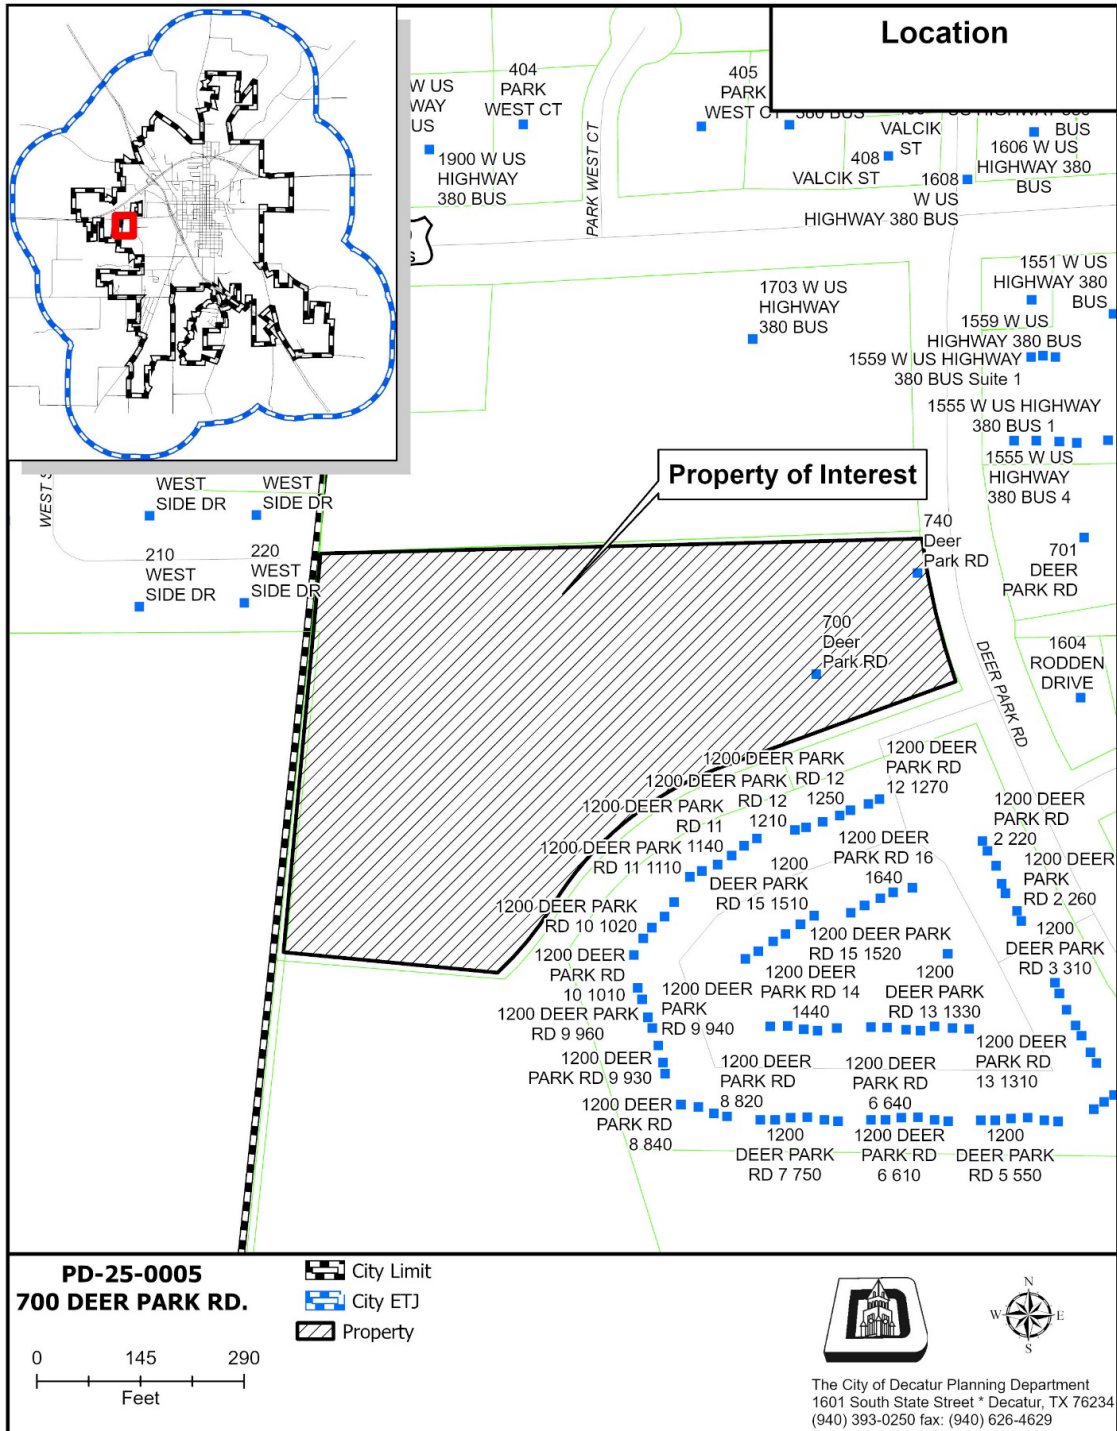 Location
W US
WAY
US
404
PARK
WEST CT
405
PARK
WEST CT
380 BUS
US HIGHWAY 380
BUS
VALCIK
ST
408
VALCIK ST
1606 W US
HIGHWAY 380
BUS
1608
W US
HIGHWAY 380 BUS
1900 W US
HIGHWAY
380 BUS
PARK WEST CT
1703 W US
HIGHWAY
380 BUS
1551 W US
HIGHWAY 380
BUS
1559 W US
HIGHWAY 380 BUS
1559 W US HIGHWAY
380 BUS Suite 1
1555 W US HIGHWAY
380 BUS 1
1555 W US
HIGHWAY
380 BUS 4
Property of Interest
WEST S
WEST
SIDE DR
WEST
SIDE DR
210
WEST
SIDE DR
220
WEST
SIDE DR
740
Deer
Park RD
701
DEER
PARK RD
700
Deer
Park RD
DEER PARK RD
1604
RODDEN
DRIVE
1200 DEER PARK
RD 12
1250
1200 DEER
PARK RD
12 1270
1200 DEER PARK
RD 12
1210
1200 DEER PARK
RD 11
1140
1200 DEER PARK
RD 11 1110
1200 DEER
PARK RD
2 220
1200 DEER
PARK RD 16
1640
1200
DEER PARK
RD 15 1510
1200 DEER
PARK
RD 2 260
1200 DEER PARK
RD 10 1020
1200 DEER PARK
RD 15 1520
1200
DEER PARK
RD 3 310
1200 DEER
PARK RD
10 1010
1200 DEER
PARK
RD 9 940
1200 DEER
PARK RD 14
1440
1200
DEER PARK
RD 13 1330
1200 DEER PARK
RD 9 960
1200 DEER
PARK RD
13 1310
1200 DEER
PARK RD 9 930
1200 DEER
PARK RD
8 820
1200 DEER
PARK RD
6 640
1200 DEER
PARK RD
8 840
1200
DEER PARK
RD 7 750
1200 DEER
PARK RD
6 610
1200
DEER PARK
RD 5 550
PD-25-0005
700 DEER PARK RD.
0 145 290
Feet
City Limit
City ETJ
Property
N
W E
S
The City of Decatur Planning Department
1601 South State Street * Decatur, TX 76234
(940) 393-0250 fax: (940) 626-4629